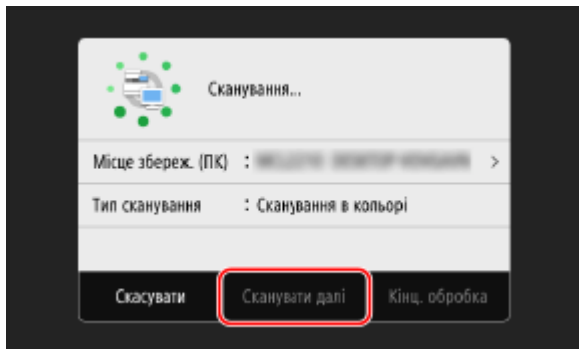 Сканування...
Місце збереж. (ПК) :
Тип сканування : Сканування в кольорі
Скасувати Сканувати далі Кінц. обробка